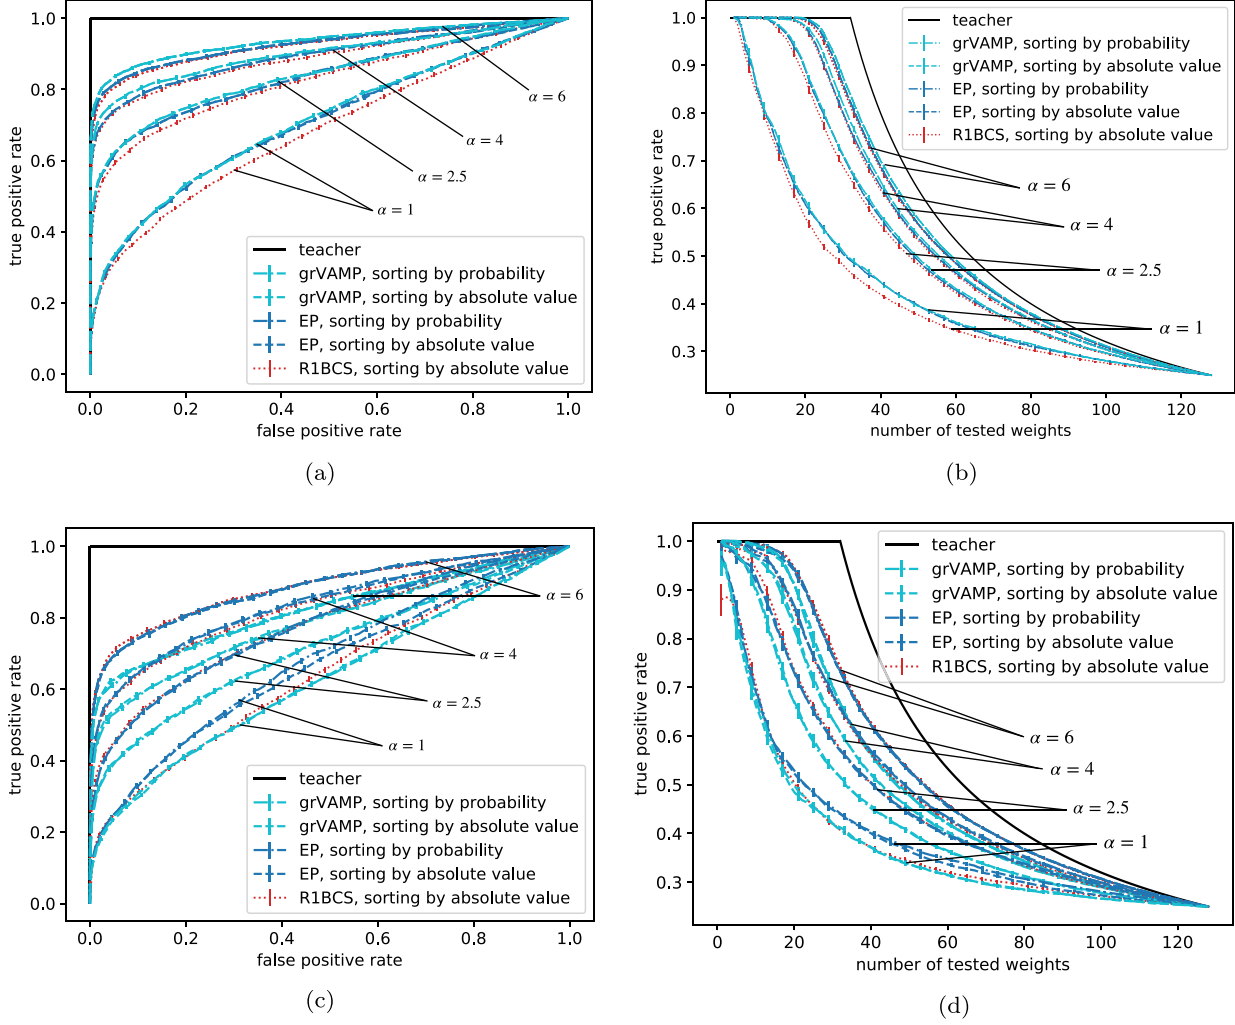 1.0
0.8
0.6
0.4
0.2
0.0
true positive rate
0.0 0.2 0.4 0.6 0.8 1.0
false positive rate
α = 6
α = 4
α = 2.5
α = 1
teacher
grVAMP, sorting by probability
grVAMP, sorting by absolute value
EP, sorting by probability
EP, sorting by absolute value
R1BCS, sorting by absolute value
(a)
1.0
0.9
0.8
0.7
0.6
0.5
0.4
0.3
true positive rate
0 20 40 60 80 100 120
number of tested weights
teacher
grVAMP, sorting by probability
grVAMP, sorting by absolute value
EP, sorting by probability
EP, sorting by absolute value
R1BCS, sorting by absolute value
α = 6
α = 4
α = 2.5
α = 1
(b)
1.0
0.8
0.6
0.4
0.2
0.0
true positive rate
0.0 0.2 0.4 0.6 0.8 1.0
false positive rate
α = 6
α = 4
α = 2.5
α = 1
teacher
grVAMP, sorting by probability
grVAMP, sorting by absolute value
EP, sorting by probability
EP, sorting by absolute value
R1BCS, sorting by absolute value
(c)
1.0
0.9
0.8
0.7
0.6
0.5
0.4
0.3
true positive rate
0 20 40 60 80 100 120
number of tested weights
teacher
grVAMP, sorting by probability
grVAMP, sorting by absolute value
EP, sorting by probability
EP, sorting by absolute value
R1BCS, sorting by absolute value
α = 6
α = 4
α = 2.5
α = 1
(d)